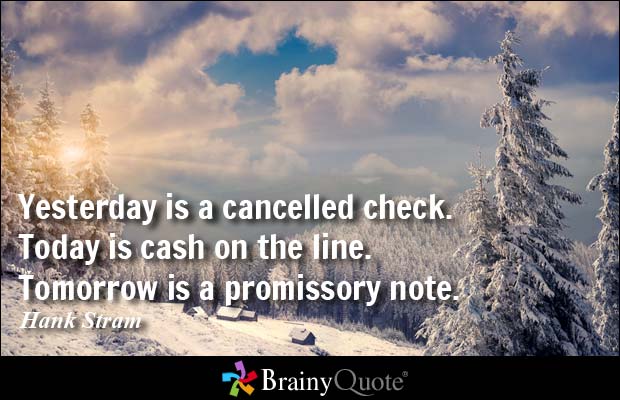 Yesterday is a cancelled check.
Today is cash on the line.
Tomorrow is a promissory note.
Hank Stram
BrainyQuote®